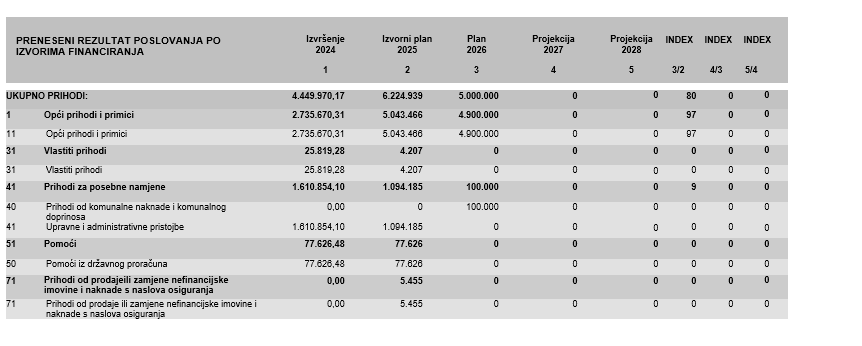 PRENESENI REZULTAT POSLOVANJA PO IZVORIMA FINANCIRANJA Izvršenje 2024 Izvorni plan 2025 Plan 2026 Projekcija 2027 Projekcija 2028 INDEX INDEX INDEX
1 2 3 4 5 3/2 4/3 5/4
UKUPNO PRIHODI: 4.449.970,17 6.224.939 5.000.000 0 0 80 0 0
1 Opći prihodi i primici 2.735.670,31 5.043.466 4.900.000 0 0 97 0 0
11 Opći prihodi i primici 2.735.670,31 5.043.466 4.900.000 0 0 97 0 0
31 Vlastiti prihodi 25.819,28 4.207 0 0 0 0 0 0
31 Vlastiti prihodi 25.819,28 4.207 0 0 0 0 0 0
41 Prihodi za posebne namjene 1.610.854,10 1.094.185 100.000 0 0 9 0 0
40 Prihodi od komunalne naknade i komunalnog doprinosa 0,00 0 100.000 0 0 0 0 0
41 Upravne i administrativne pristojbe 1.610.854,10 1.094.185 0 0 0 0 0 0
51 Pomoći 77.626,48 77.626 0 0 0 0 0 0
50 Pomoći iz državnog proračuna 77.626,48 77.626 0 0 0 0 0 0
71 Prihodi od prodajeili zamjene nefinancijske imovine i naknade s naslova osiguranja 0,00 5.455 0 0 0 0 0 0
71 Prihodi od prodaje ili zamjene nefinancijske imovine i naknade s naslova osiguranja 0,00 5.455 0 0 0 0 0 0